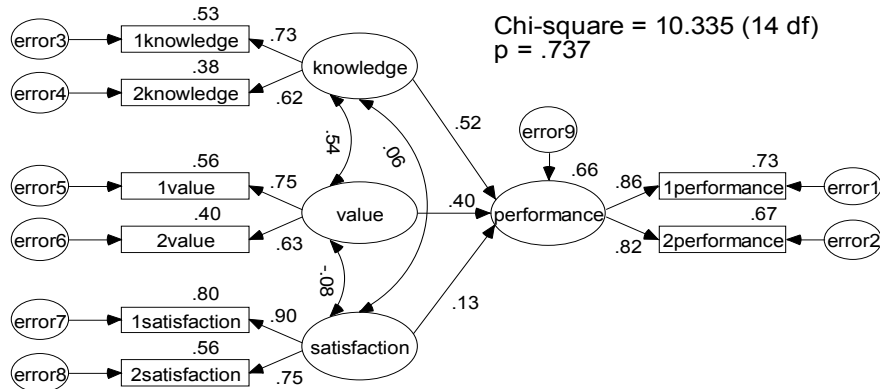 Chi-square = 10.335 (14 df)
p = .737
.53
error3
1knowledge
.73
knowledge
.38
error4
2knowledge
.62
.52
error9
.54
.06
.56
error5
1value
.75
value
.40
.66
performance
.86
.73
1performance
error1
.40
error6
2value
.63
.67
.82
2performance
error2
-.08
.13
.80
error7
1satisfaction
.90
satisfaction
.56
error8
2satisfaction
.75